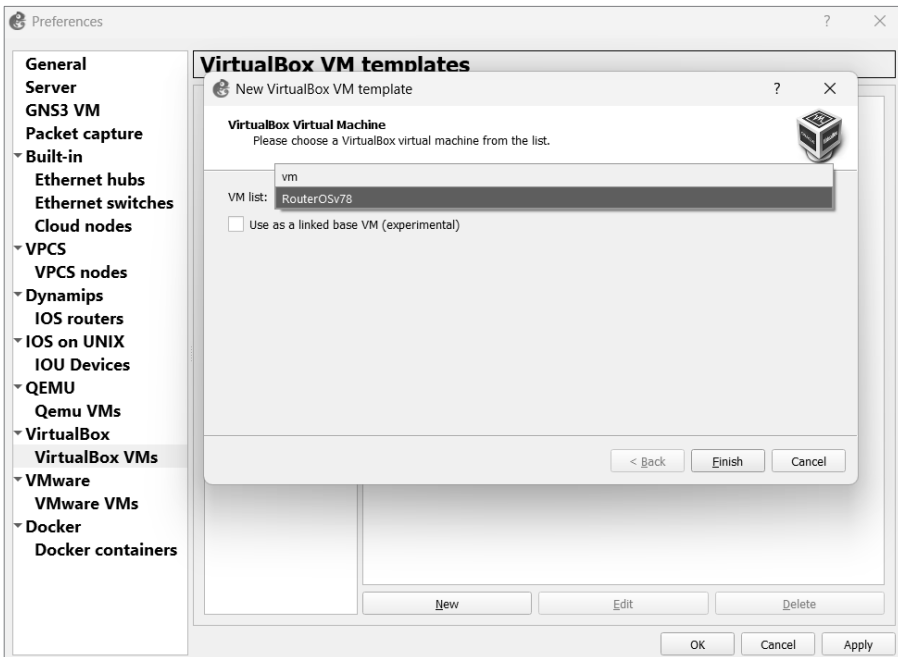 Preferences
?
General
Server
GNS3 VM
Packet capture
Built-in
Ethernet hubs
Ethernet switches
Cloud nodes
VPCS
VPCS nodes
Dynamips
IOS routers
IOS on UNIX
IOU Devices
QEMU
Qemu VMs
VirtualBox
VirtualBox VMs
VMware
VMware VMs
Docker
Docker containers
VirtualBox VM templates
New VirtualBox VM template
?
VirtualBox Virtual Machine
Please choose a VirtualBox virtual machine from the list.
VM list:
vm
RouterOSv78
Use as a linked base VM (experimental)
< Back
Finish
Cancel
New
Edit
Delete
OK
Cancel
Apply